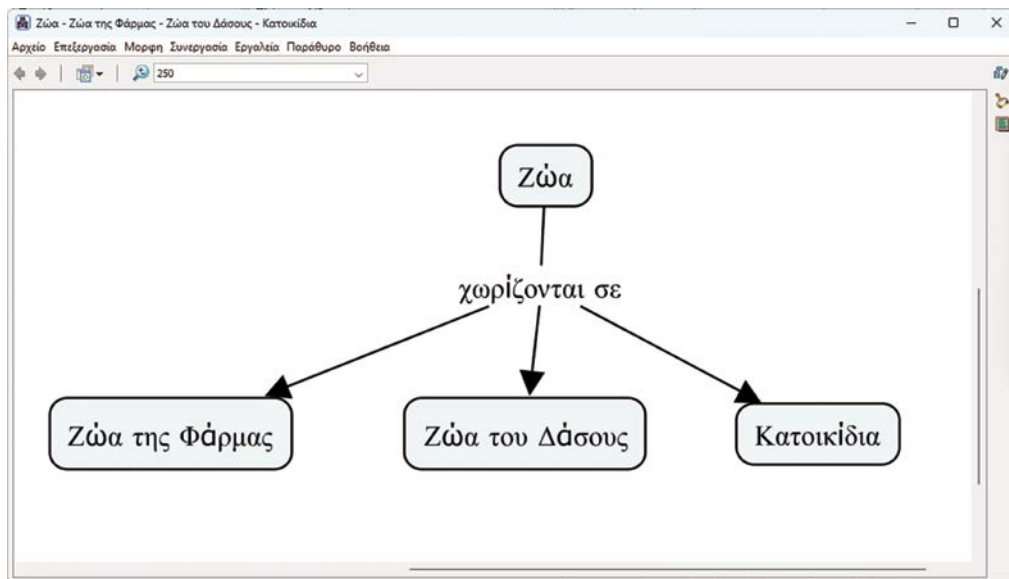 Ζώα - Ζώα της Φάρμας - Ζώα του Δάσους - Κατοικίδια
Αρχείο Επεξεργασία Μορφη Συνεργασία Εργαλεία Παράθυρο Βοήθεια
250
Ζώα
χωρίζονται σε
Ζώα της Φάρμας Ζώα του Δάσους Κατοικίδια